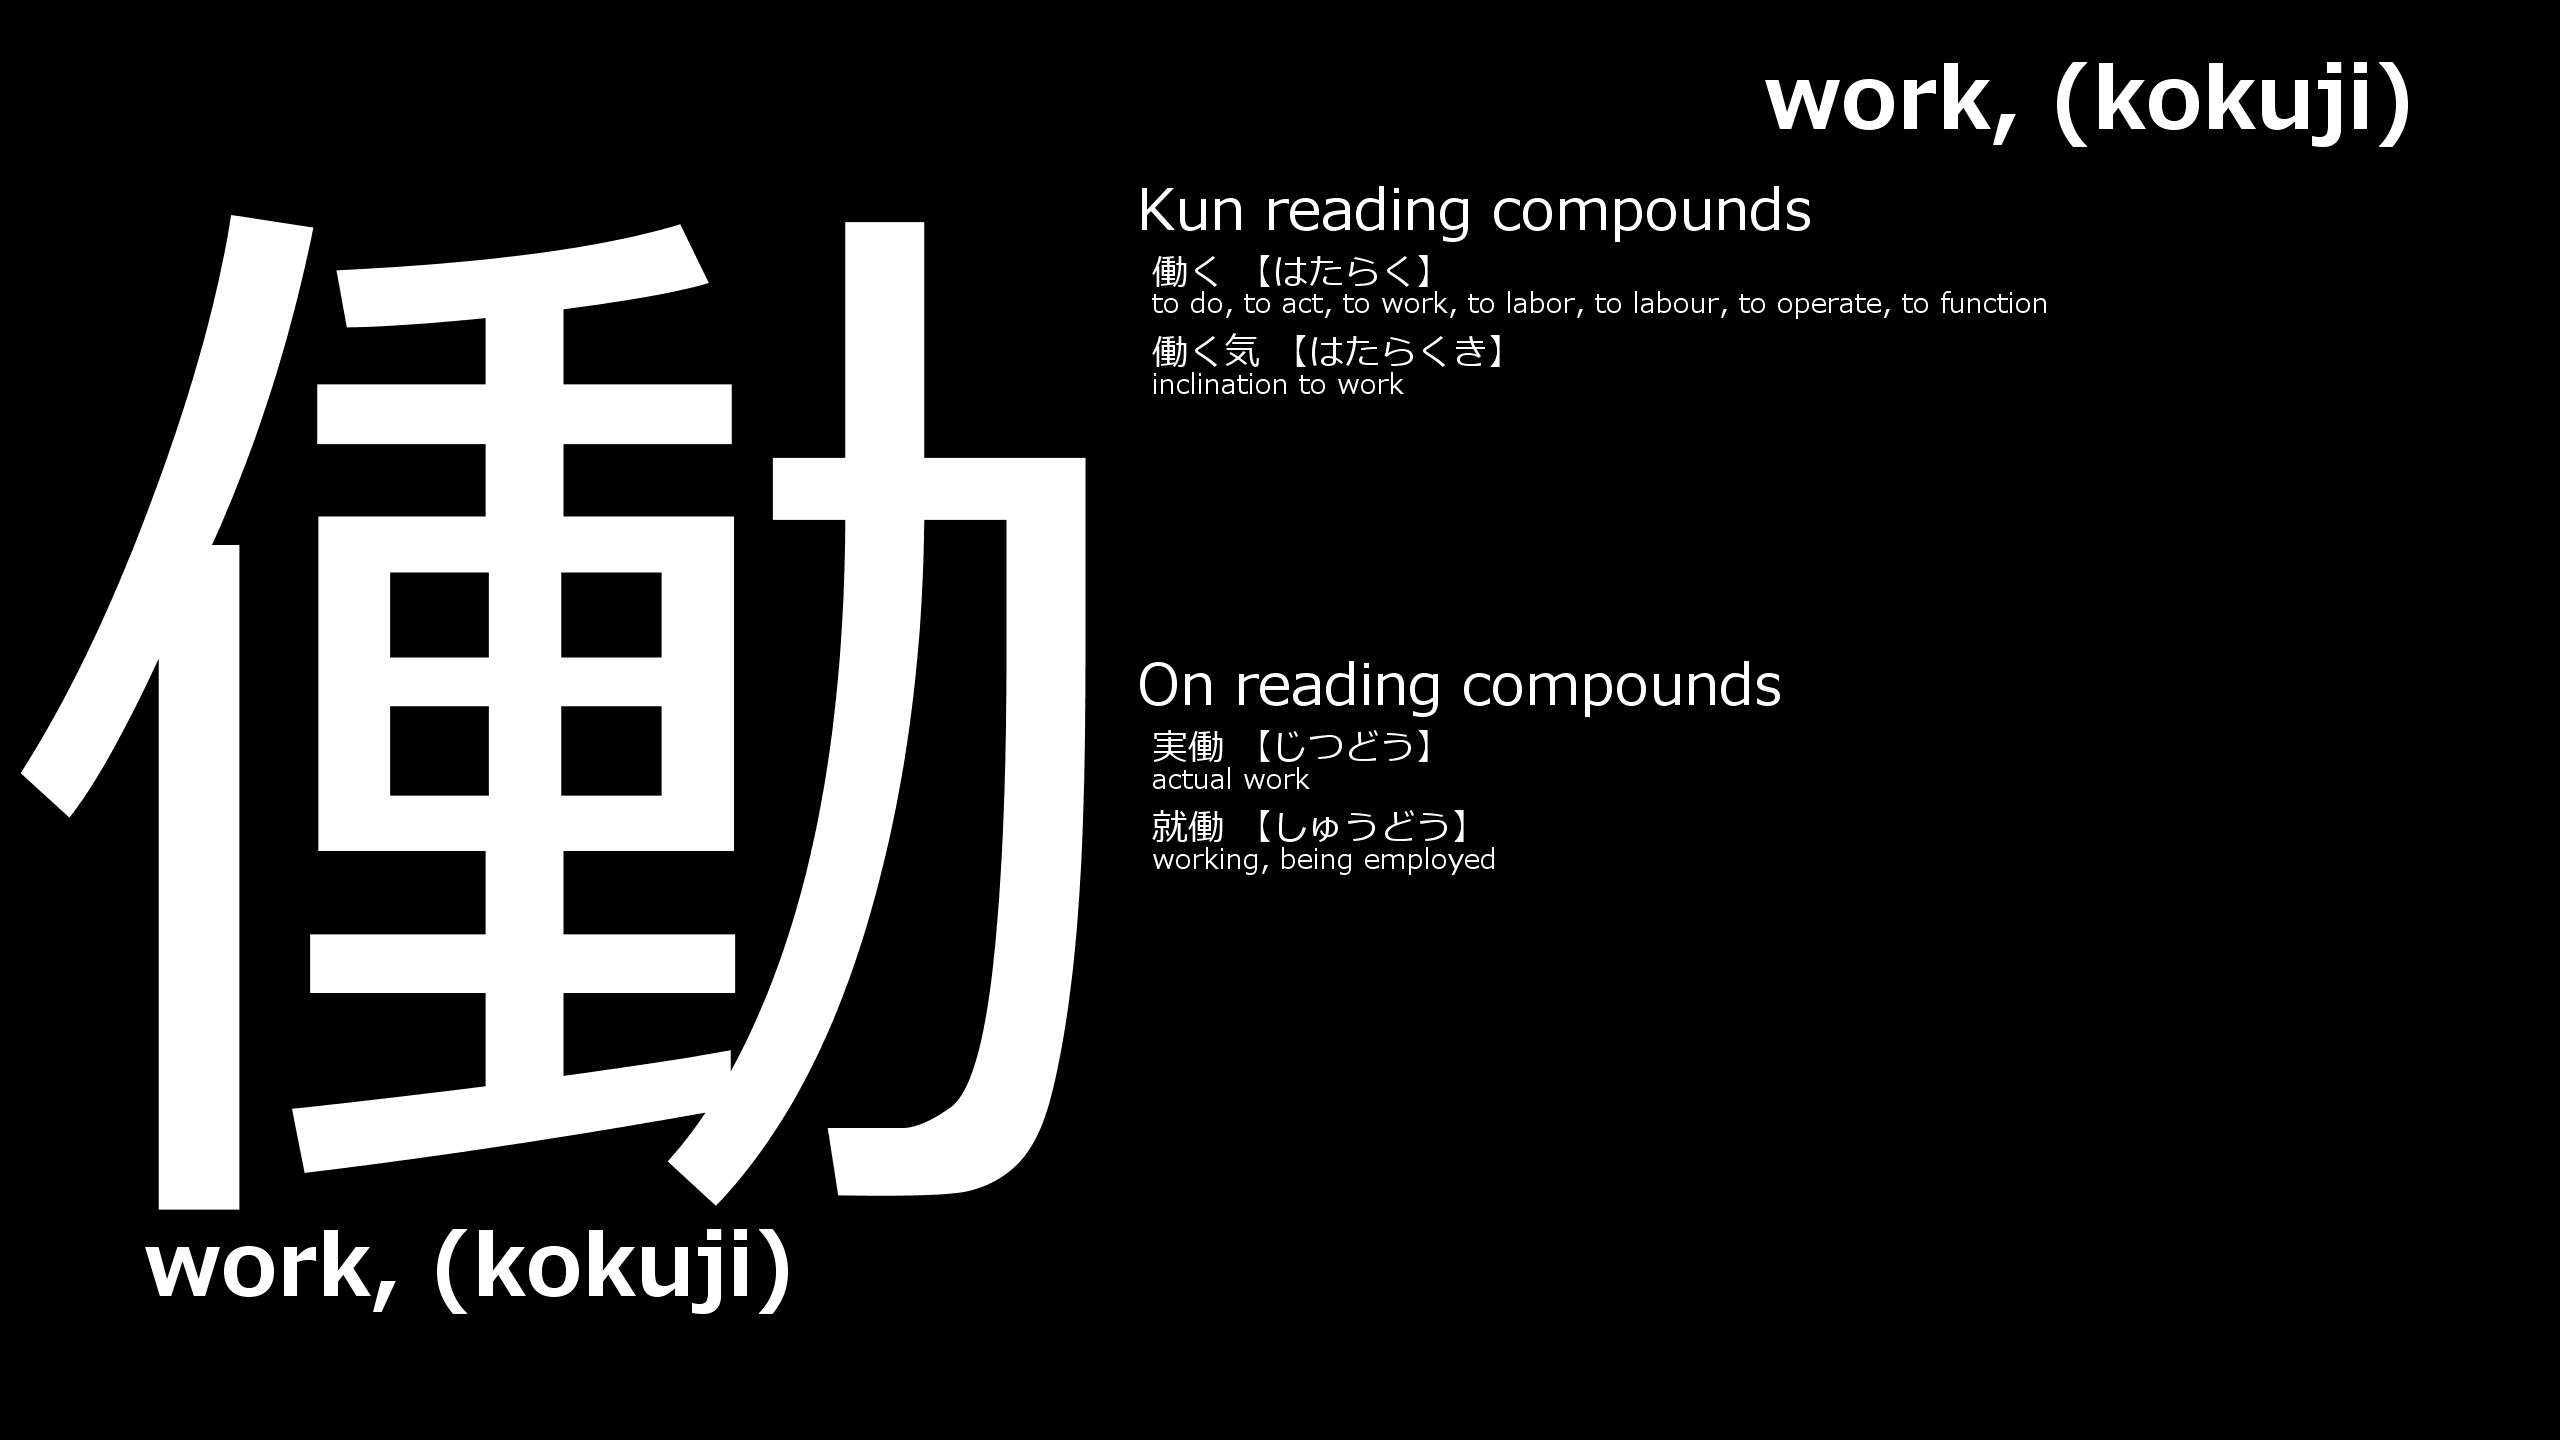 work, (kokuji)
働
work, (kokuji)
Kun reading compounds
働く 【はたらく】
to do, to act, to work, to labor, to labour, to operate, to function
働く気 【はたらくき】
inclination to work
On reading compounds
実働 【じつどう】
actual work
就働 【しゅうどう】
working, being employed